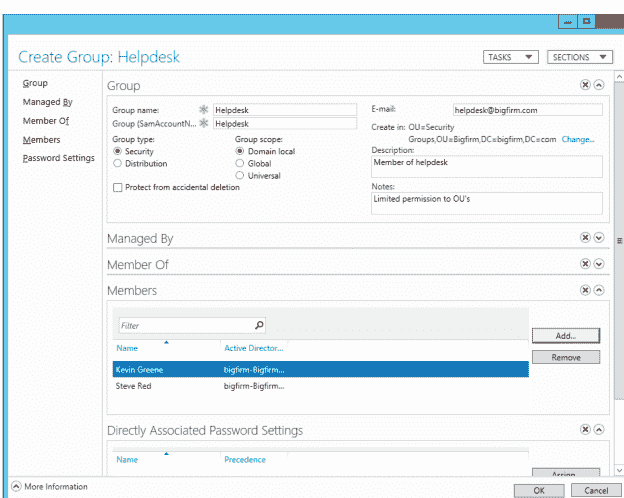 Create Group: Helpdesk
TASKS
SECTIONS
Group
Managed By
Member Of
Members
Password Settings
Group
Group name:
Helpdesk
Group (SamAccountN...
Helpdesk
Group type:
Group scope:
Security
Domain local
Distribution
Global
Universal
Protect from accidental deletion
E-mail:
helpdesk@bigfirm.com
Create in: OU=Security
Groups,OU=Bigfirm,DC=bigfirm,DC=com Change...
Description:
Member of helpdesk
Notes:
Limited permission to OU's
Managed By
Member Of
Members
Filter
Add...
Name
Active Director...
Remove
Kevin Greene
bigfirm-Bigfirm...
Steve Red
bigfirm-Bigfirm...
Directly Associated Password Settings
Name
Precedence
Assign
More Information
OK
Cancel